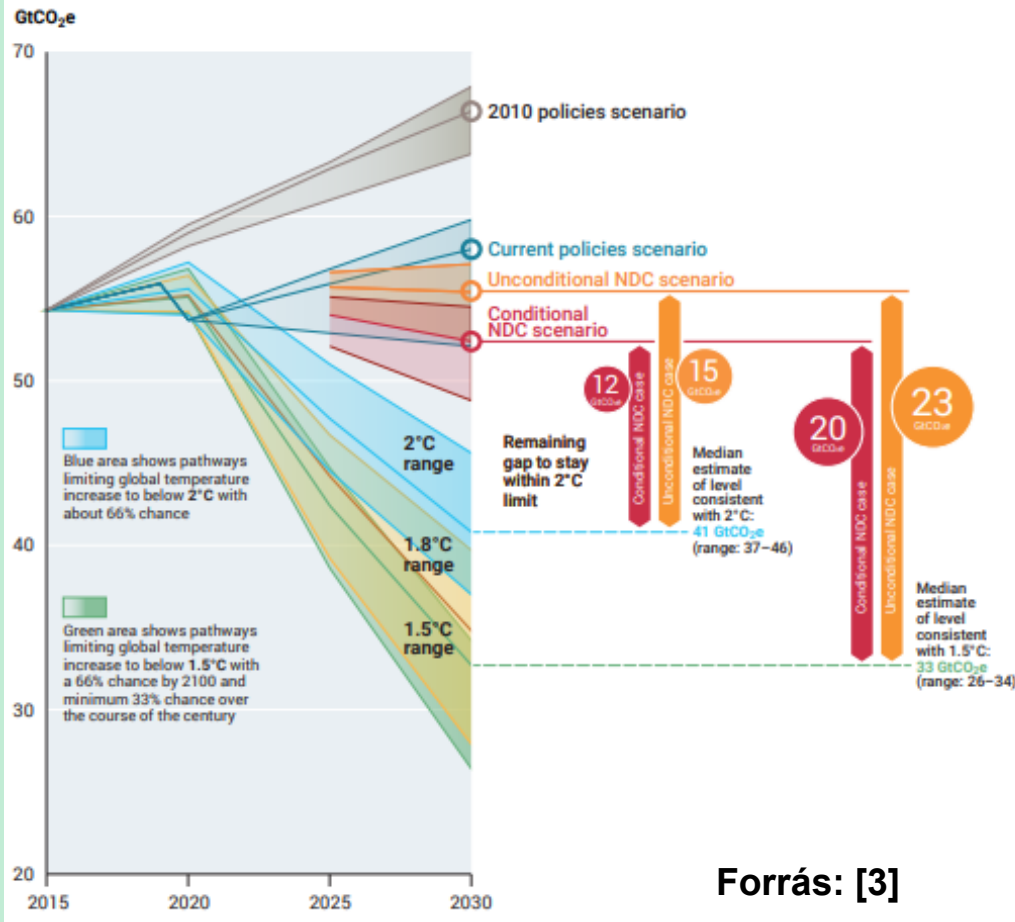 GtCO₂e
70
60
50
40
30
20
2015
2020
2025
2030
2010 policies scenario
Current policies scenario
Unconditional NDC scenario
Conditional
NDC scenario
2°C
range
1.8°C
range
1.5°C
range
Blue area shows pathways
limiting global temperature
increase to below 2°C with
about 66% chance
Green area shows pathways
limiting global temperature
increase to below 1.5°C with
a 66% chance by 2100 and
minimum 33% chance over
the course of the century
Remaining
gap to stay
within 2°C
limit
12
GtCO₂e
Conditional NDC case
Unconditional NDC case
15
GtCO₂e
Median
estimate
of level
consistent
with 2°C:
41 GtCO₂e
(range: 37–46)
20
GtCO₂e
Conditional NDC case
Unconditional NDC case
23
GtCO₂e
Median
estimate
of level
consistent
with 1.5°C:
33 GtCO₂e
(range: 26–34)
Forrás: [3]